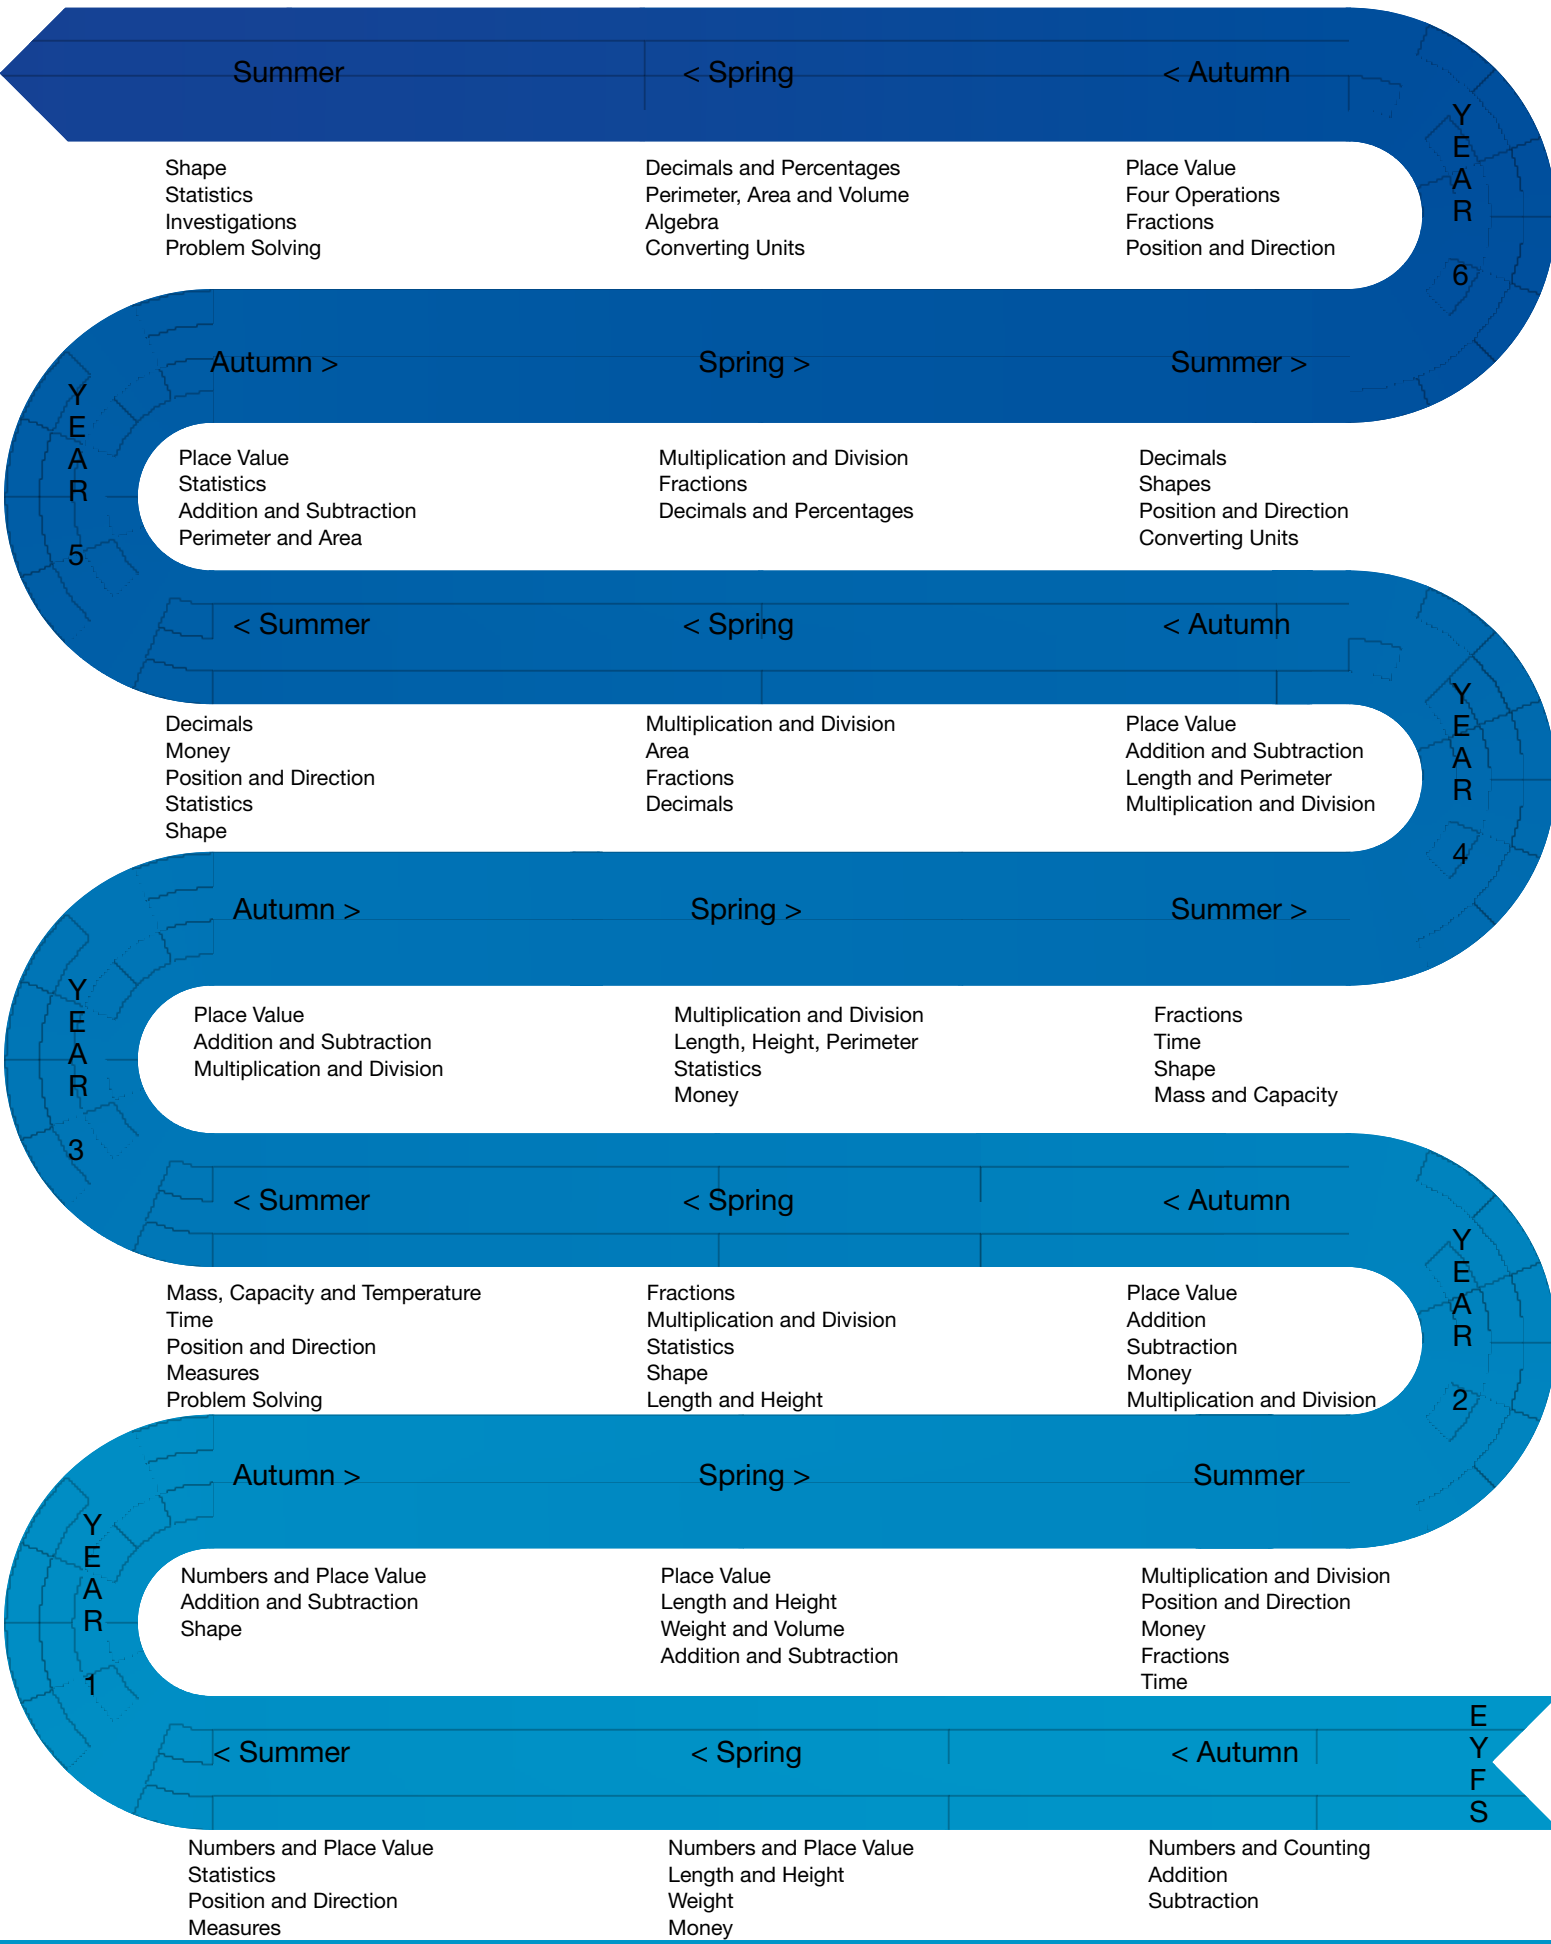 Summer
< Spring
< Autumn
YEAR 6
Shape
Statistics
Investigations
Problem Solving
Decimals and Percentages
Perimeter, Area and Volume
Algebra
Converting Units
Place Value
Four Operations
Fractions
Position and Direction
YEAR 5
Autumn >
Spring >
Summer >
Place Value
Statistics
Addition and Subtraction
Perimeter and Area
Multiplication and Division
Fractions
Decimals and Percentages
Decimals
Shapes
Position and Direction
Converting Units
< Summer
< Spring
< Autumn
YEAR 4
Decimals
Money
Position and Direction
Statistics
Shape
Multiplication and Division
Area
Fractions
Decimals
Place Value
Addition and Subtraction
Length and Perimeter
Multiplication and Division
YEAR 3
Autumn >
Spring >
Summer >
Place Value
Addition and Subtraction
Multiplication and Division
Multiplication and Division
Length, Height, Perimeter
Statistics
Money
Fractions
Time
Shape
Mass and Capacity
< Summer
< Spring
< Autumn
YEAR 2
Mass, Capacity and Temperature
Time
Position and Direction
Measures
Problem Solving
Fractions
Multiplication and Division
Statistics
Shape
Length and Height
Place Value
Addition
Subtraction
Money
Multiplication and Division
YEAR 1
Autumn >
Spring >
Summer
Numbers and Place Value
Addition and Subtraction
Shape
Place Value
Length and Height
Weight and Volume
Addition and Subtraction
Multiplication and Division
Position and Direction
Money
Fractions
Time
< Summer
< Spring
< Autumn
EYFS
Numbers and Place Value
Statistics
Position and Direction
Measures
Numbers and Place Value
Length and Height
Weight
Money
Numbers and Counting
Addition
Subtraction